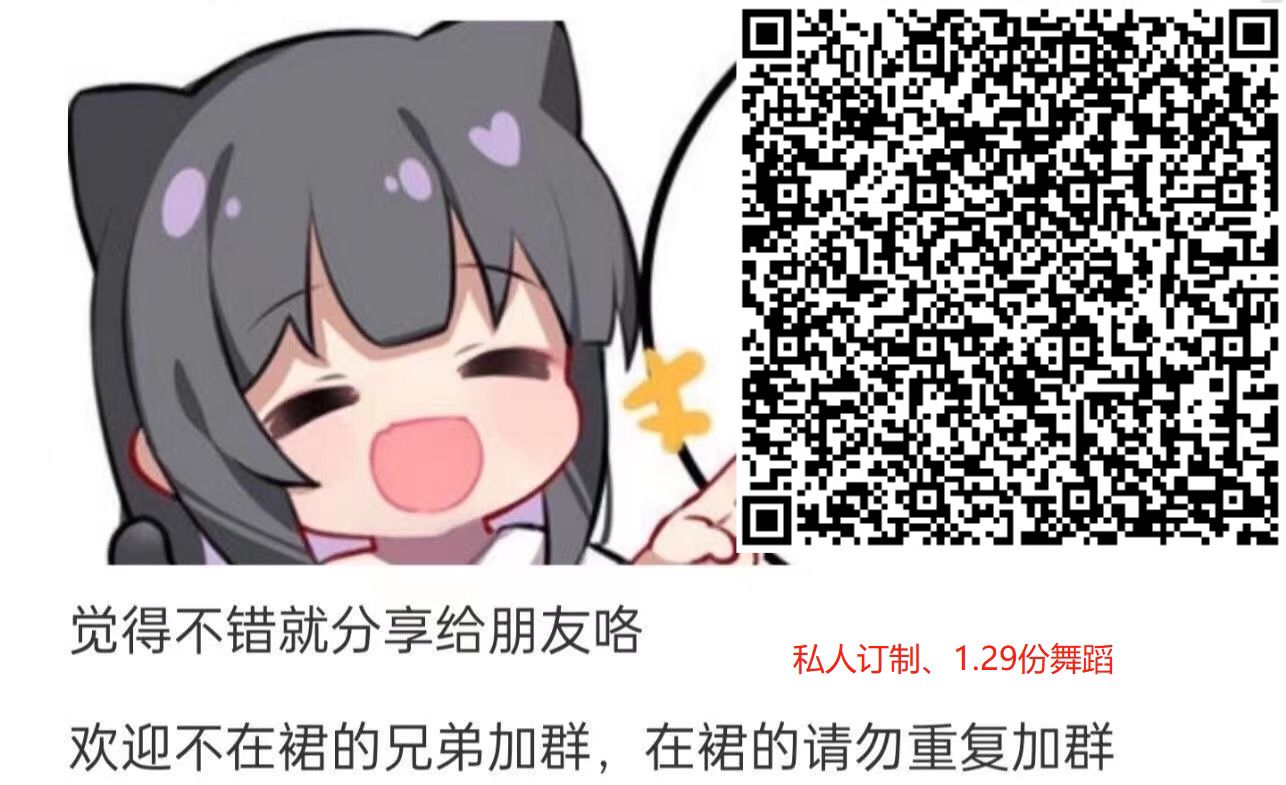 觉得不错就分享给朋友咯
私人订制、1.29份舞蹈
欢迎不在裙的兄弟加群，在裙的请勿重复加群